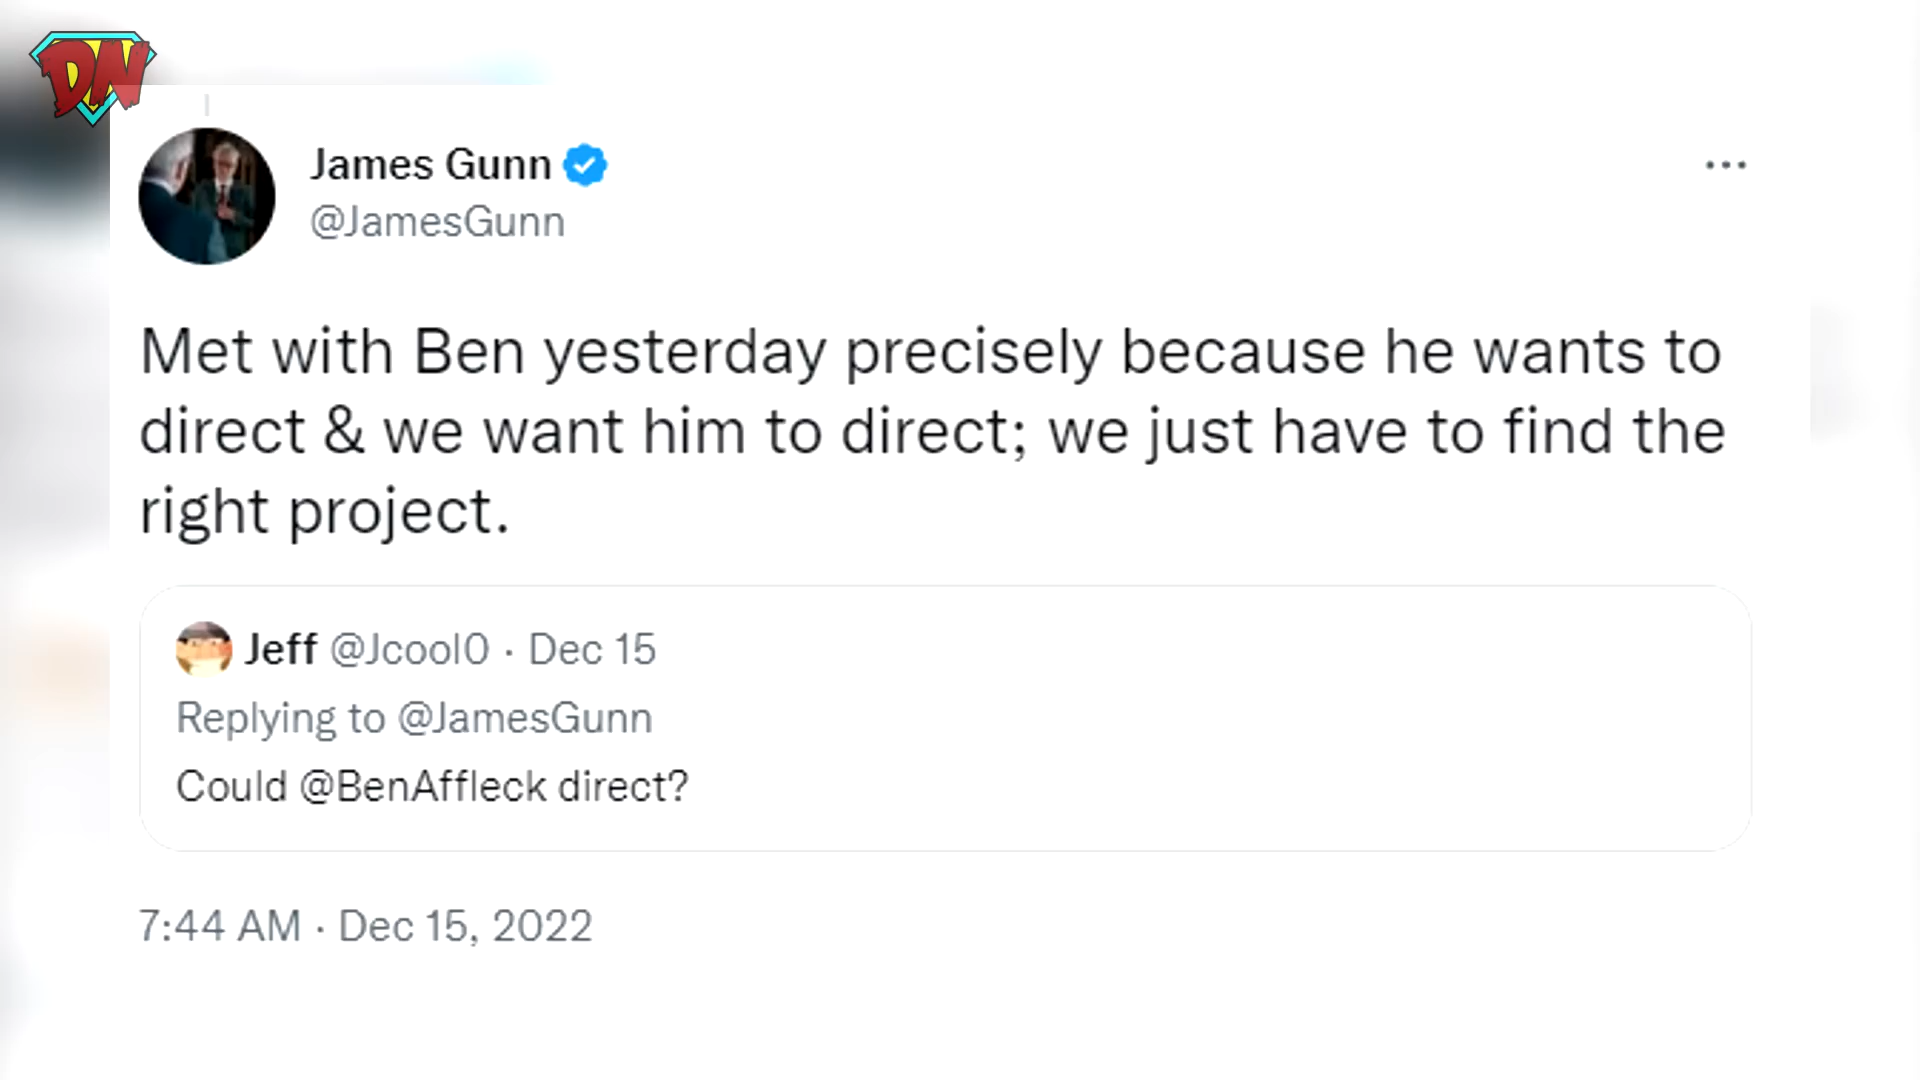 DN
James Gunn
@JamesGunn
Met with Ben yesterday precisely because he wants to
direct & we want him to direct; we just have to find the
right project.
Jeff @Jcool0 · Dec 15
Replying to @JamesGunn
Could @BenAffleck direct?
7:44 AM · Dec 15, 2022